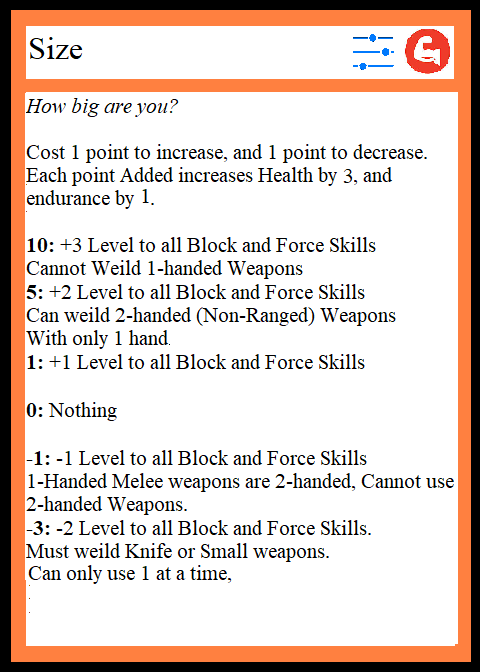 Size
How big are you?
Cost 1 point to increase, and 1 point to decrease.
Each point Added increases Health by 3, and
endurance by 1.
10: +3 Level to all Block and Force Skills
Cannot Weild 1-handed Weapons
5: +2 Level to all Block and Force Skills
Can weild 2-handed (Non-Ranged) Weapons
With only 1 hand
1: +1 Level to all Block and Force Skills
0: Nothing
-1: -1 Level to all Block and Force Skills
1-Handed Melee weapons are 2-handed, Cannot use
2-handed Weapons.
-3: -2 Level to all Block and Force Skills.
Must weild Knife or Small weapons.
Can only use 1 at a time,